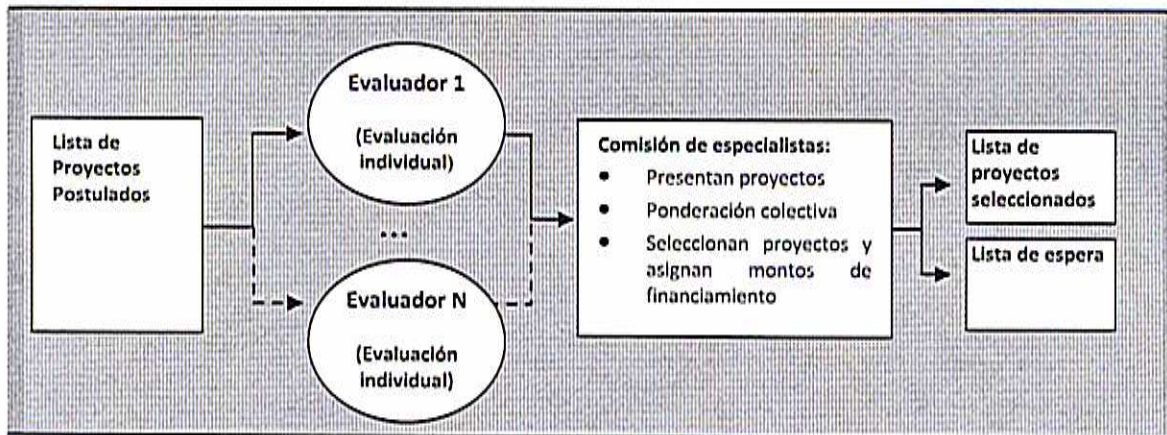 Lista de
Proyectos
Postulados
Evaluador 1
(Evaluación
individual)
...
Evaluador N
(Evaluación
individual)
Comisión de especialistas:
● Presentan proyectos
● Ponderación colectiva
● Seleccionan proyectos y
asignan montos de
financiamiento
Lista de
proyectos
seleccionados
Lista de espera